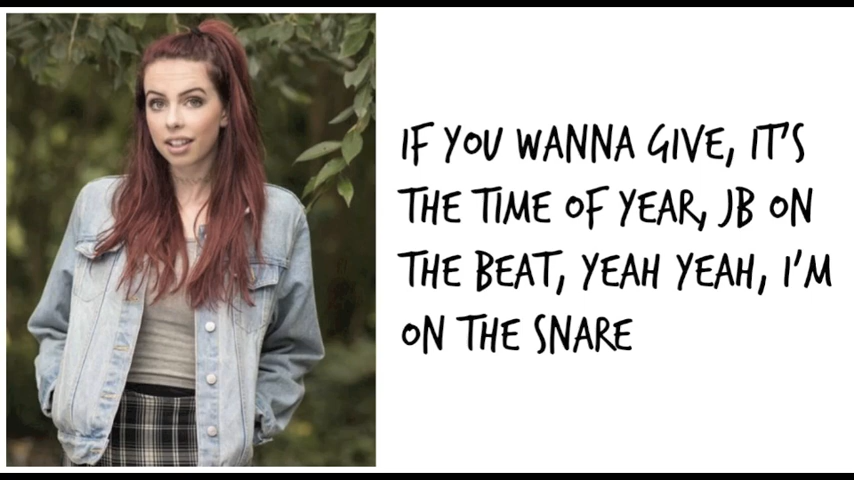 IF YOU WANNA GIVE, IT'S
THE TIME OF YEAR, JB ON
THE BEAT, YEAH YEAH, I'M
ON THE SNARE